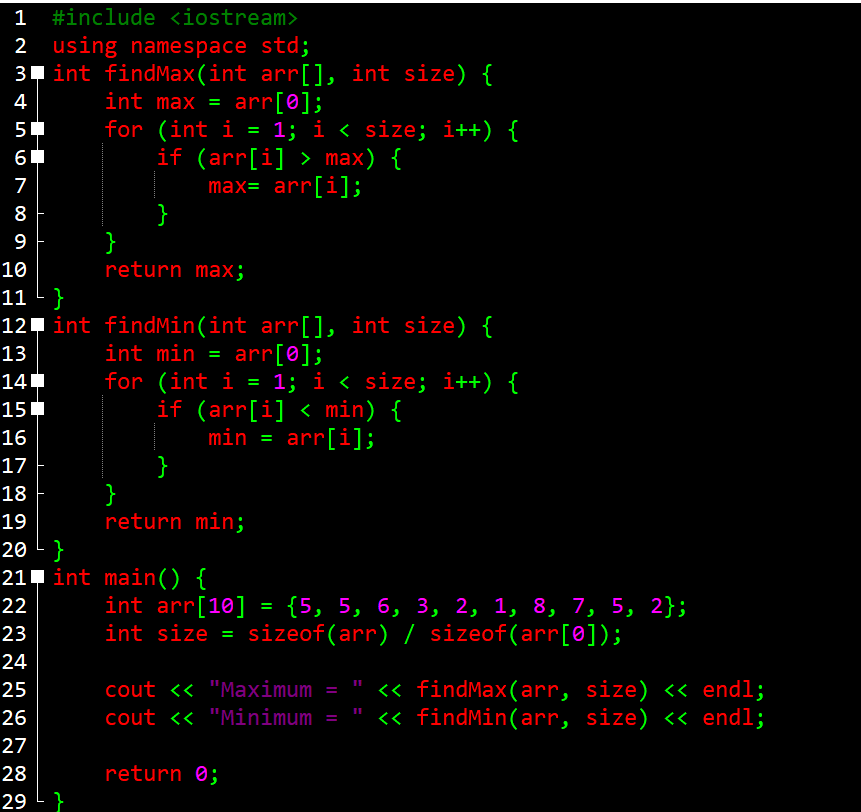 1 #include <iostream>
2 using namespace std;
3 int findMax(int arr[], int size) {
4     int max = arr[0];
5     for (int i = 1; i < size; i++) {
6         if (arr[i] > max) {
7             max= arr[i];
8         }
9     }
10     return max;
11 }
12 int findMin(int arr[], int size) {
13     int min = arr[0];
14     for (int i = 1; i < size; i++) {
15         if (arr[i] < min) {
16             min = arr[i];
17         }
18     }
19     return min;
20 }
21 int main() {
22     int arr[10] = {5, 5, 6, 3, 2, 1, 8, 7, 5, 2};
23     int size = sizeof(arr) / sizeof(arr[0]);
24
25     cout << "Maximum = " << findMax(arr, size) << endl;
26     cout << "Minimum = " << findMin(arr, size) << endl;
27
28     return 0;
29 }